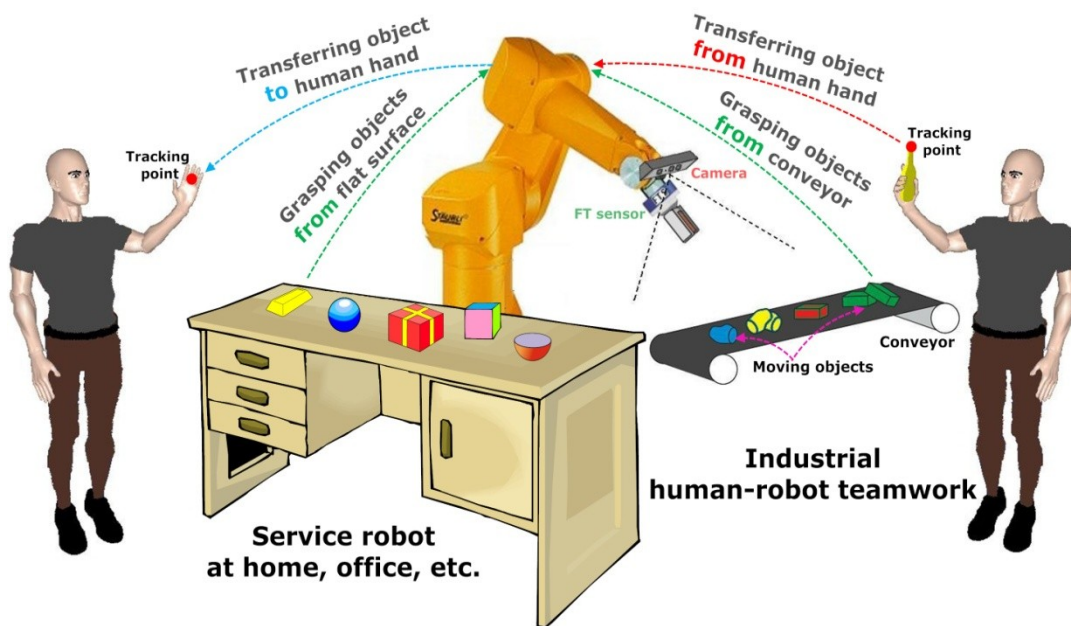 Transferring object
to human hand
Grasping objects
from flat surface
Transferring object
from human hand
Grasping objects
from conveyor
Tracking
point
Tracking
point
Camera
FT sensor
STÄUBLI
Conveyor
Moving objects
Industrial
human-robot teamwork
Service robot
at home, office, etc.